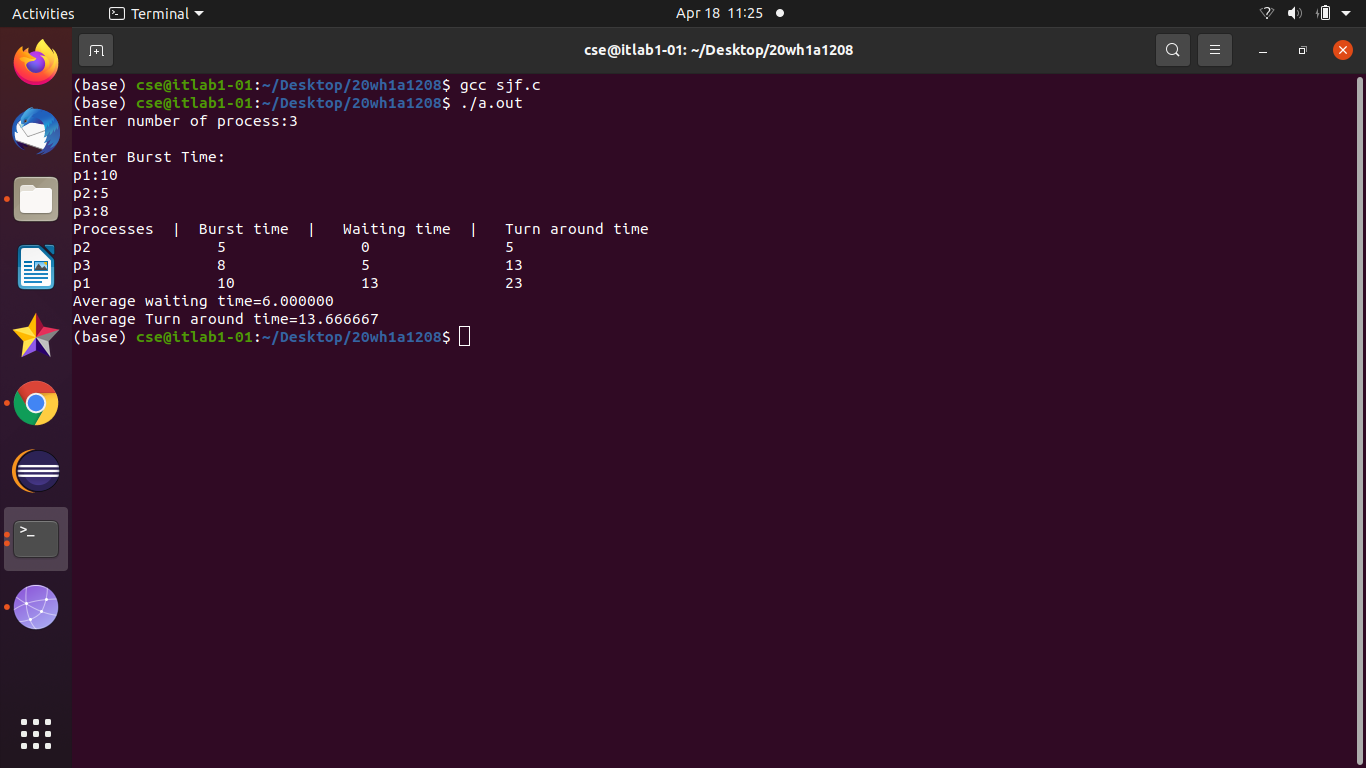 Activities Terminal Apr 18 11:25
cse@itlab1-01: ~/Desktop/20wh1a1208
(base) cse@itlab1-01:~/Desktop/20wh1a1208$ gcc sjf.c
(base) cse@itlab1-01:~/Desktop/20wh1a1208$ ./a.out
Enter number of process:3
Enter Burst Time:
p1:10
p2:5
p3:8
Processes | Burst time | Waiting time | Turn around time
p2 5 0 5
p3 8 5 13
p1 10 13 23
Average waiting time=6.000000
Average Turn around time=13.666667
(base) cse@itlab1-01:~/Desktop/20wh1a1208$